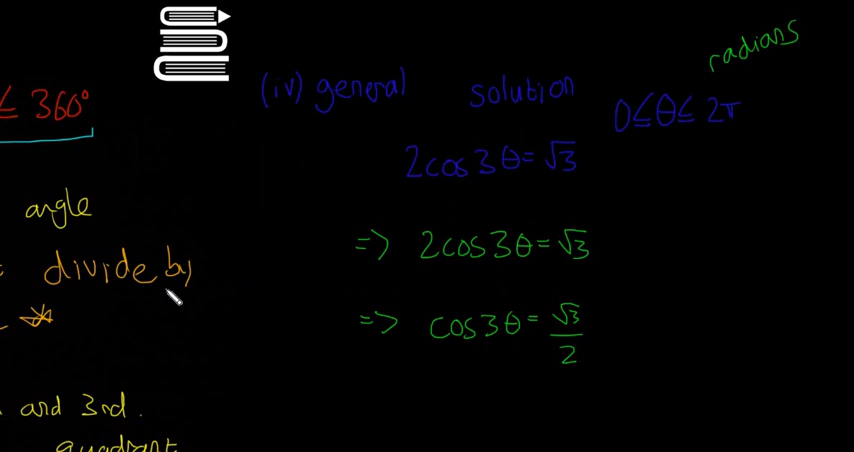 radians
≤ 360°
(iv) general solution
0≤θ≤ 2π
2cos3θ=√3
angle
=> 2cos3θ=√3
divide by
=> cos3θ= √3/2
and 3rd.
quadrant